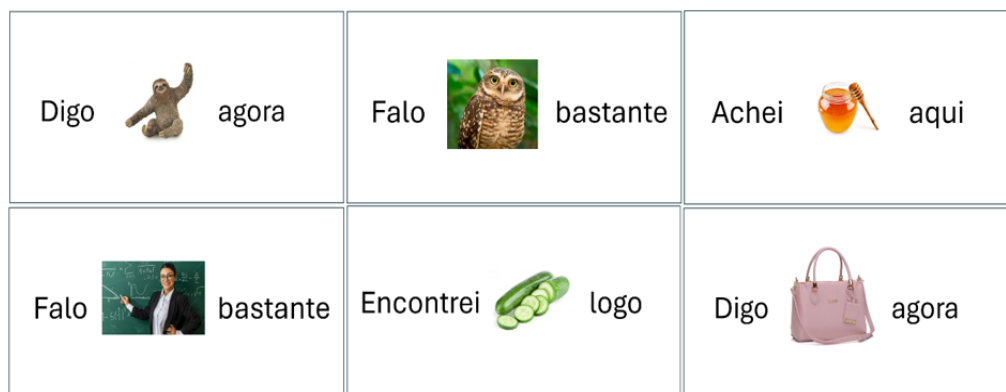 Digo agora
Falo bastante
Achei aqui
Falo bastante
Encontrei logo
Digo agora